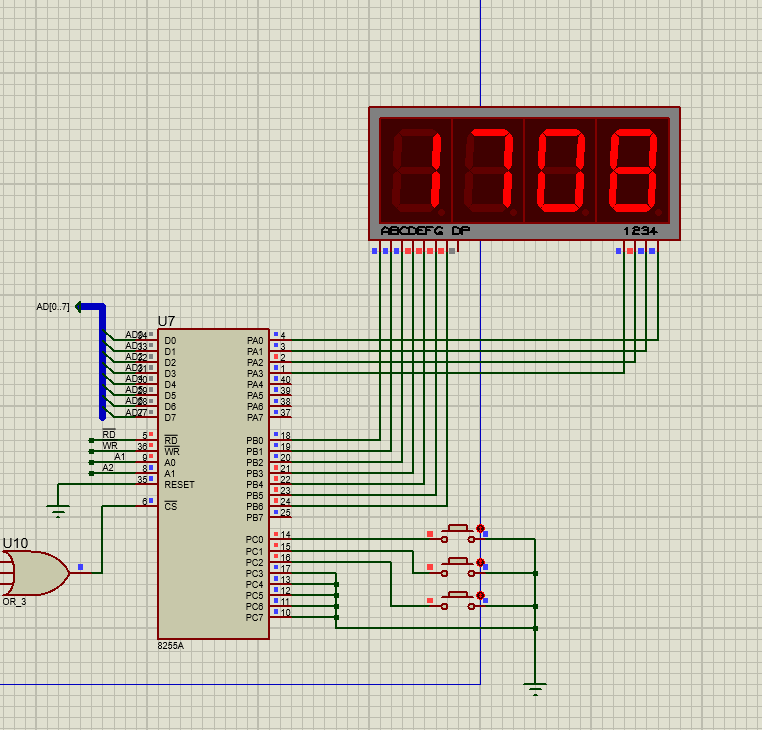 1708
ABCDEFG DP
1234
AD[0..7]
U7
AD0 34 D0 PA0 4
AD1 33 D1 PA1 3
AD2 32 D2 PA2 2
AD3 31 D3 PA3 1
AD4 30 D4 PA4 40
AD5 29 D5 PA5 39
AD6 28 D6 PA6 38
AD7 27 D7 PA7 37
RD 5 RD PB0 18
WR 36 WR PB1 19
A1 9 A0 PB2 20
A2 8 A1 PB3 21
35 RESET PB4 22
PB5 23
6 CS PB6 24
PB7 25
PC0 14
PC1 15
PC2 16
PC3 17
PC4 13
PC5 12
PC6 11
PC7 10
U10
OR_3
8255A